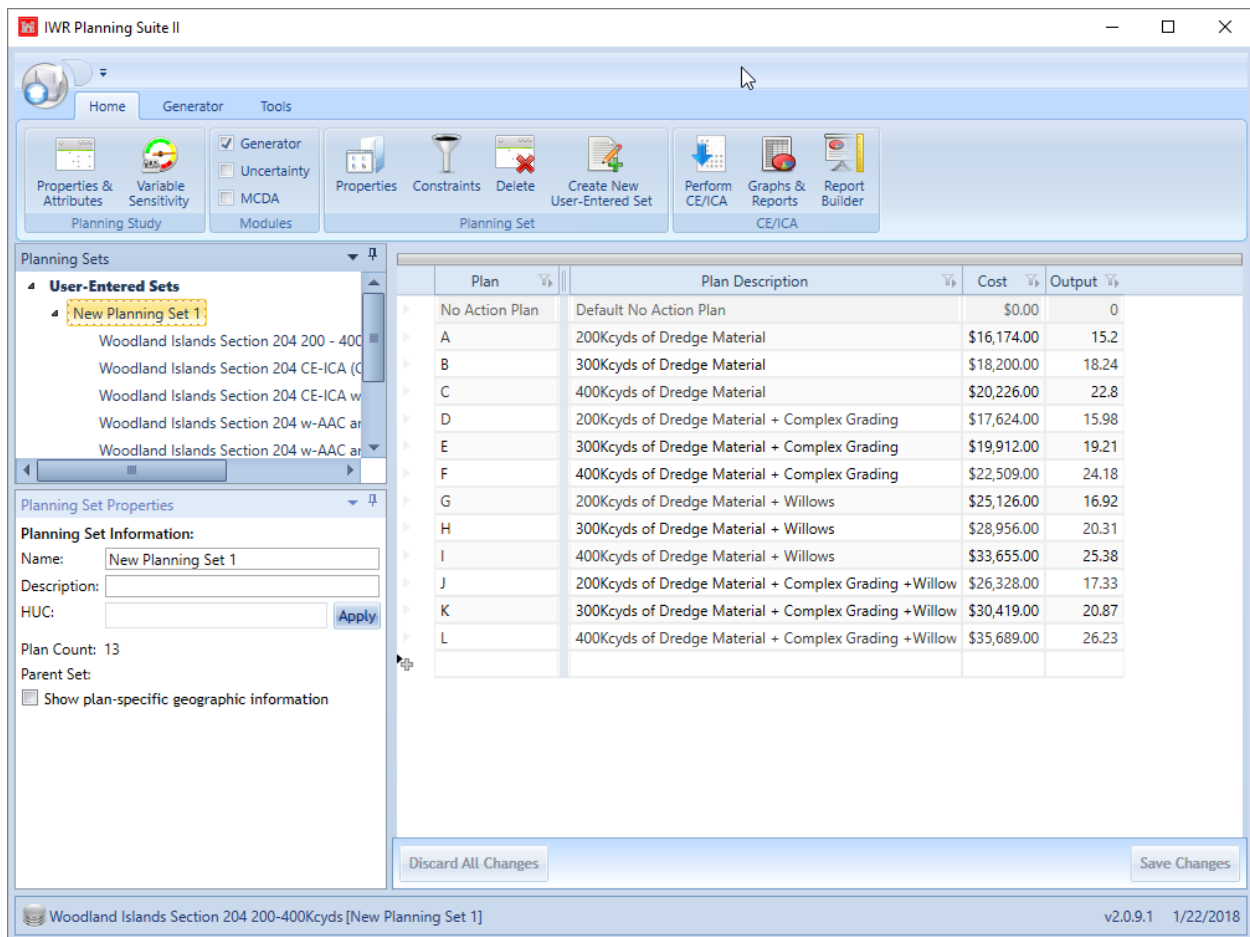 IWR Planning Suite II
Home Generator Tools
Properties & Attributes
Variable Sensitivity
Planning Study
Generator
Uncertainty
MCDA
Modules
Properties
Constraints
Delete
Create New User-Entered Set
Planning Set
Perform CE/ICA
Graphs & Reports
Report Builder
CE/ICA
Planning Sets
User-Entered Sets
New Planning Set 1
Woodland Islands Section 204 200 - 400
Woodland Islands Section 204 CE-ICA (
Woodland Islands Section 204 CE-ICA w
Woodland Islands Section 204 w-AAC ar
Woodland Islands Section 204 w-AAC ar
Planning Set Properties
Planning Set Information:
Name: New Planning Set 1
Description:
HUC: Apply
Plan Count: 13
Parent Set:
Show plan-specific geographic information
Plan Plan Description Cost Output
No Action Plan Default No Action Plan $0.00 0
A 200Kcyds of Dredge Material $16,174.00 15.2
B 300Kcyds of Dredge Material $18,200.00 18.24
C 400Kcyds of Dredge Material $20,226.00 22.8
D 200Kcyds of Dredge Material + Complex Grading $17,624.00 15.98
E 300Kcyds of Dredge Material + Complex Grading $19,912.00 19.21
F 400Kcyds of Dredge Material + Complex Grading $22,509.00 24.18
G 200Kcyds of Dredge Material + Willows $25,126.00 16.92
H 300Kcyds of Dredge Material + Willows $28,956.00 20.31
I 400Kcyds of Dredge Material + Willows $33,655.00 25.38
J 200Kcyds of Dredge Material + Complex Grading +Willow $26,328.00 17.33
K 300Kcyds of Dredge Material + Complex Grading +Willow $30,419.00 20.87
L 400Kcyds of Dredge Material + Complex Grading +Willow $35,689.00 26.23
Discard All Changes Save Changes
Woodland Islands Section 204 200-400Kcyds [New Planning Set 1] v2.0.9.1 1/22/2018